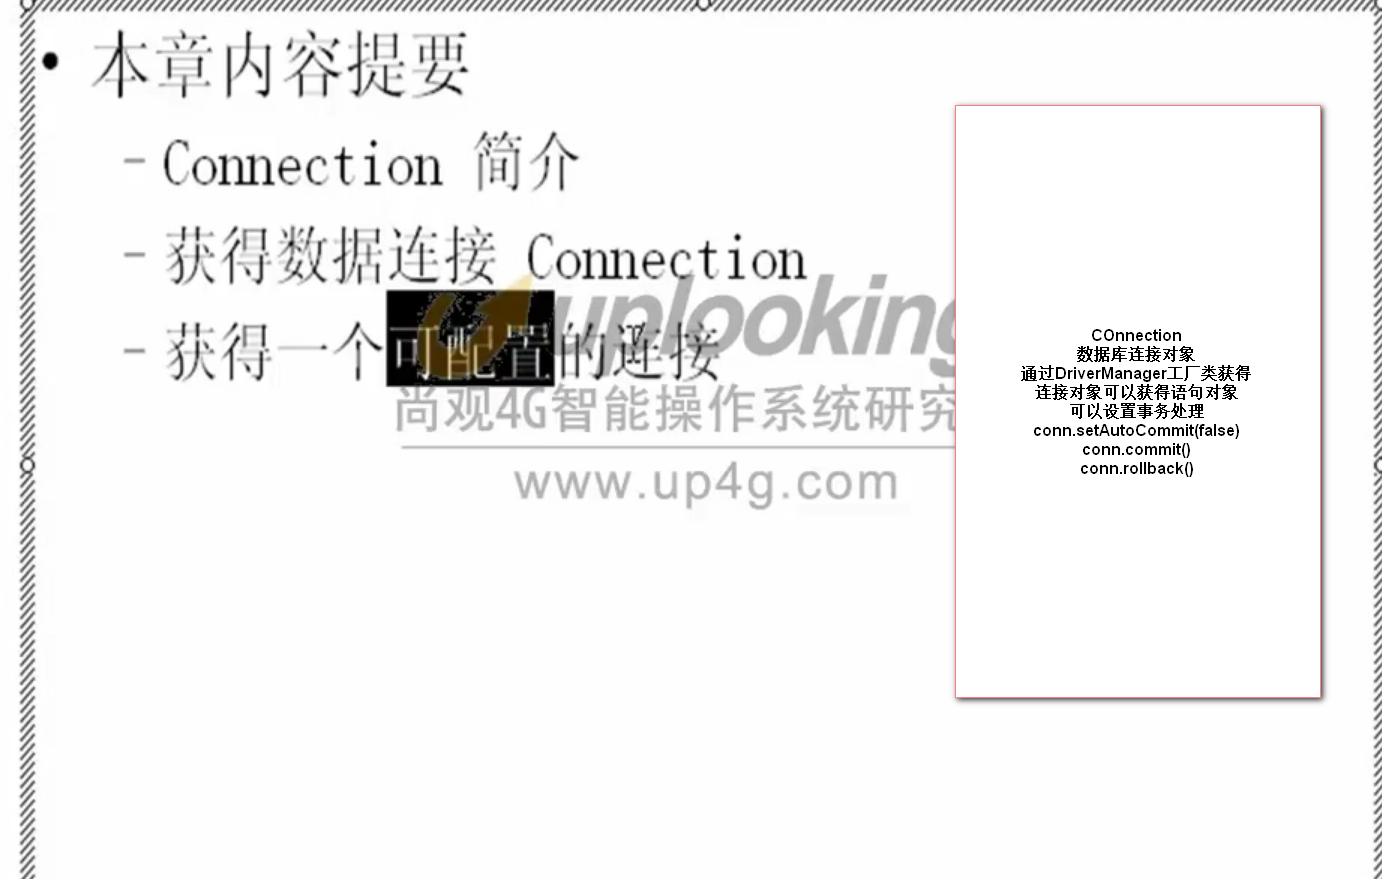 • 本章内容提要
– Connection 简介
– 获得数据连接 Connection
– 获得一个可配置的连接
uplooking
尚观4G智能操作系统研究
www.up4g.com
COnnection
数据库连接对象
通过DriverManager工厂类获得
连接对象可以获得语句对象
可以设置事务处理
conn.setAutoCommit(false)
conn.commit()
conn.rollback()